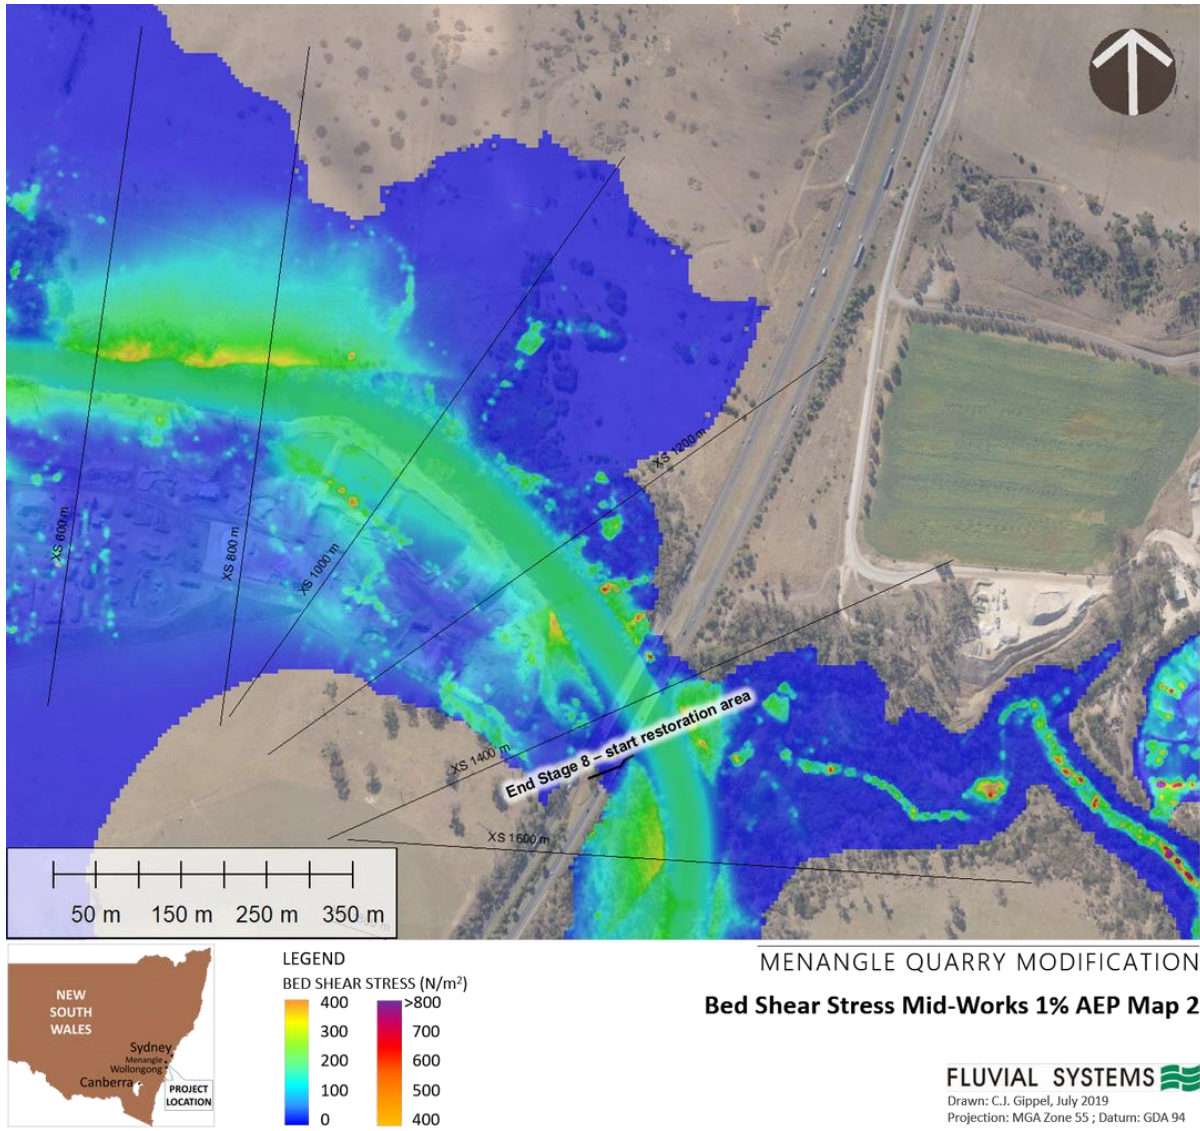 XS 1200 m
XS 600 m
XS 800 m
XS 1000 m
End Stage 8 – start restoration area
XS 1400 m
XS 1600 m
50 m 150 m 250 m 350 m
NEW
SOUTH
WALES
Sydney
Menangle
Wollongong
Canberra
PROJECT
LOCATION
LEGEND
BED SHEAR STRESS (N/m²)
400 >800
300 700
200 600
100 500
0 400
MENANGLE QUARRY MODIFICATION
Bed Shear Stress Mid-Works 1% AEP Map 2
FLUVIAL SYSTEMS
Drawn: C.J. Gippel, July 2019
Projection: MGA Zone 55 ; Datum: GDA 94